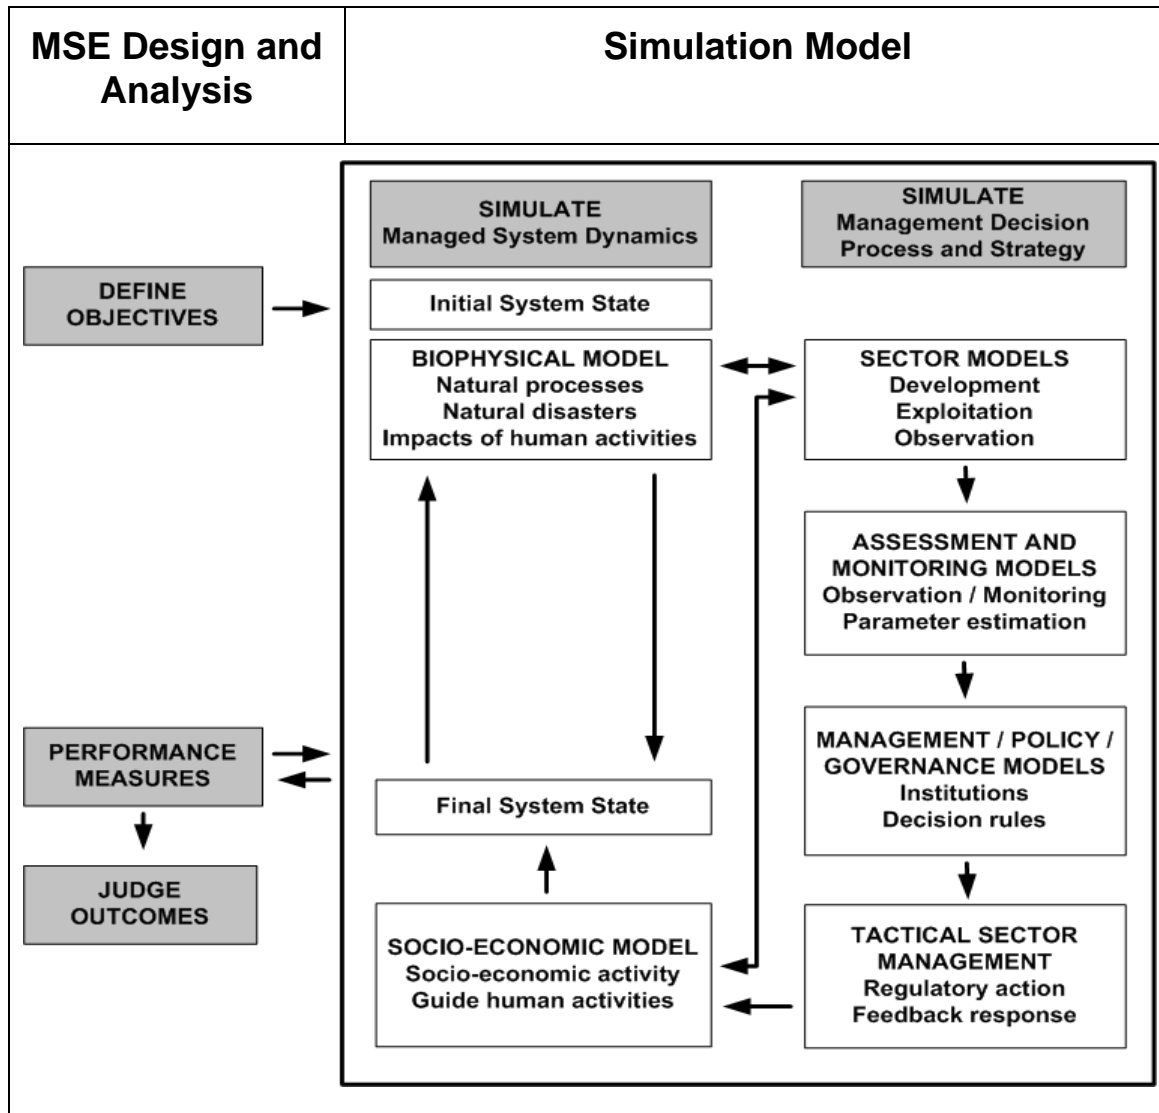 MSE Design and
Analysis
Simulation Model
DEFINE
OBJECTIVES
PERFORMANCE
MEASURES
JUDGE
OUTCOMES
SIMULATE
Managed System Dynamics
Initial System State
BIOPHYSICAL MODEL
Natural processes
Natural disasters
Impacts of human activities
Final System State
SOCIO-ECONOMIC MODEL
Socio-economic activity
Guide human activities
SIMULATE
Management Decision
Process and Strategy
SECTOR MODELS
Development
Exploitation
Observation
ASSESSMENT AND
MONITORING MODELS
Observation / Monitoring
Parameter estimation
MANAGEMENT / POLICY /
GOVERNANCE MODELS
Institutions
Decision rules
TACTICAL SECTOR
MANAGEMENT
Regulatory action
Feedback response